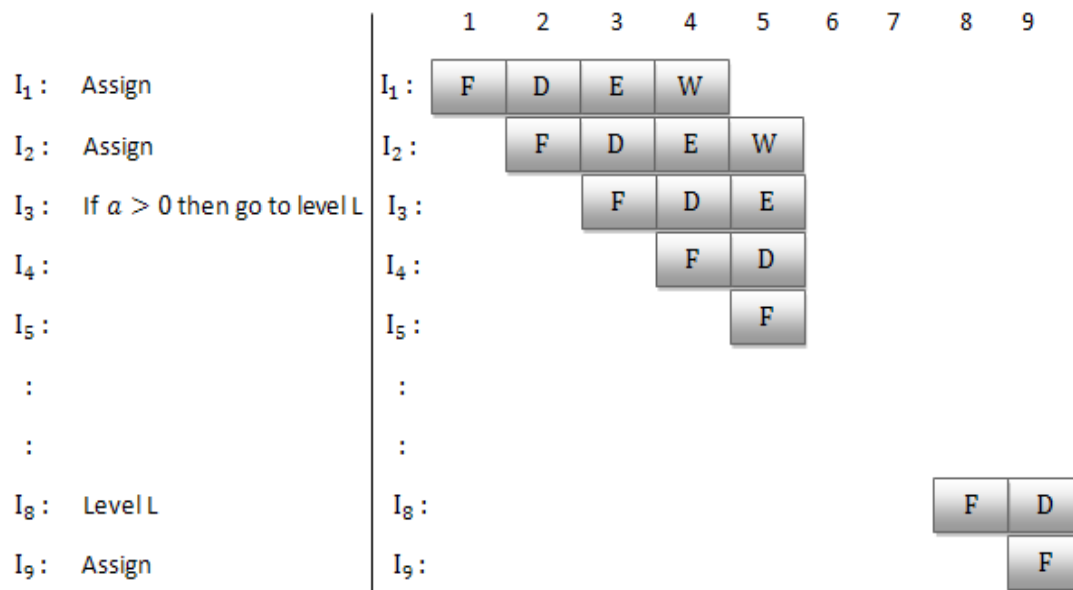 1 2 3 4 5 6 7 8 9
I₁ : Assign I₁ : F D E W
I₂ : Assign I₂ : F D E W
I₃ : If a > 0 then go to level L I₃ : F D E
I₄ : I₄ : F D
I₅ : I₅ : F
: :
: :
I₈ : Level L I₈ : F D
I₉ : Assign I₉ : F